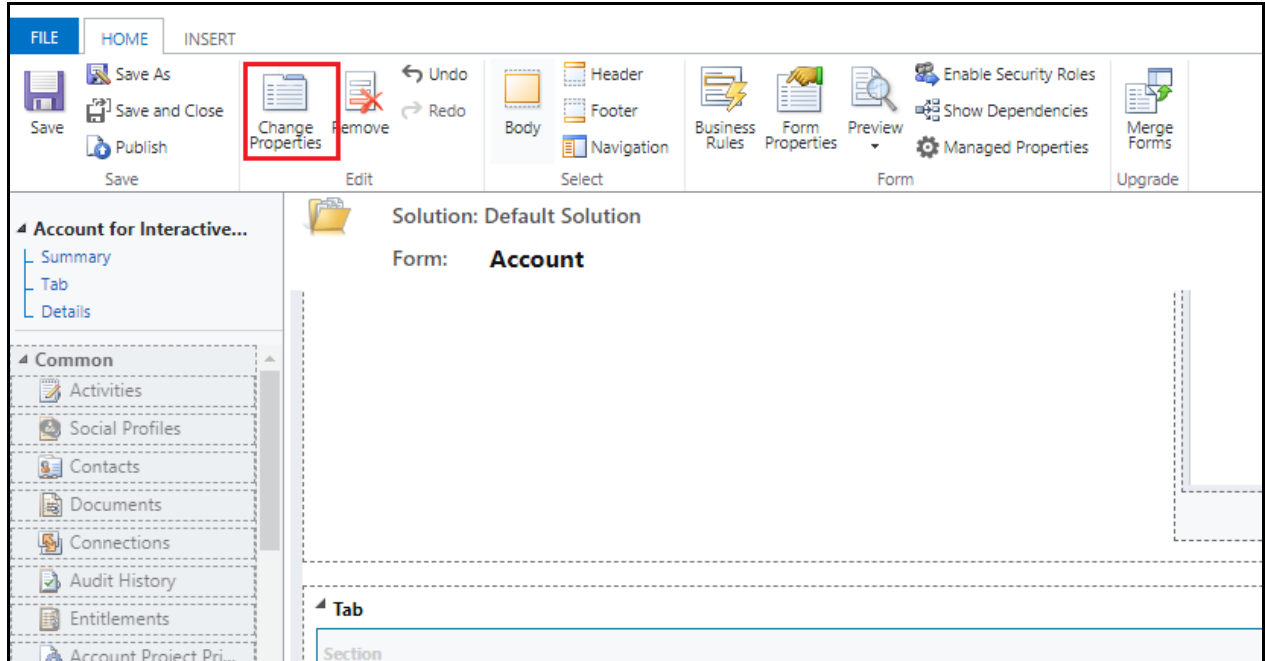 FILE
HOME
INSERT
Save
Save As
Save and Close
Publish
Save
Change
Properties
Remove
Undo
Redo
Edit
Body
Header
Footer
Navigation
Select
Business
Rules
Form
Properties
Preview
Enable Security Roles
Show Dependencies
Managed Properties
Form
Merge
Forms
Upgrade
Account for Interactive...
Summary
Tab
Details
Common
Activities
Social Profiles
Contacts
Documents
Connections
Audit History
Entitlements
Account Project Pri...
Solution: Default Solution
Form: Account
Tab
Section